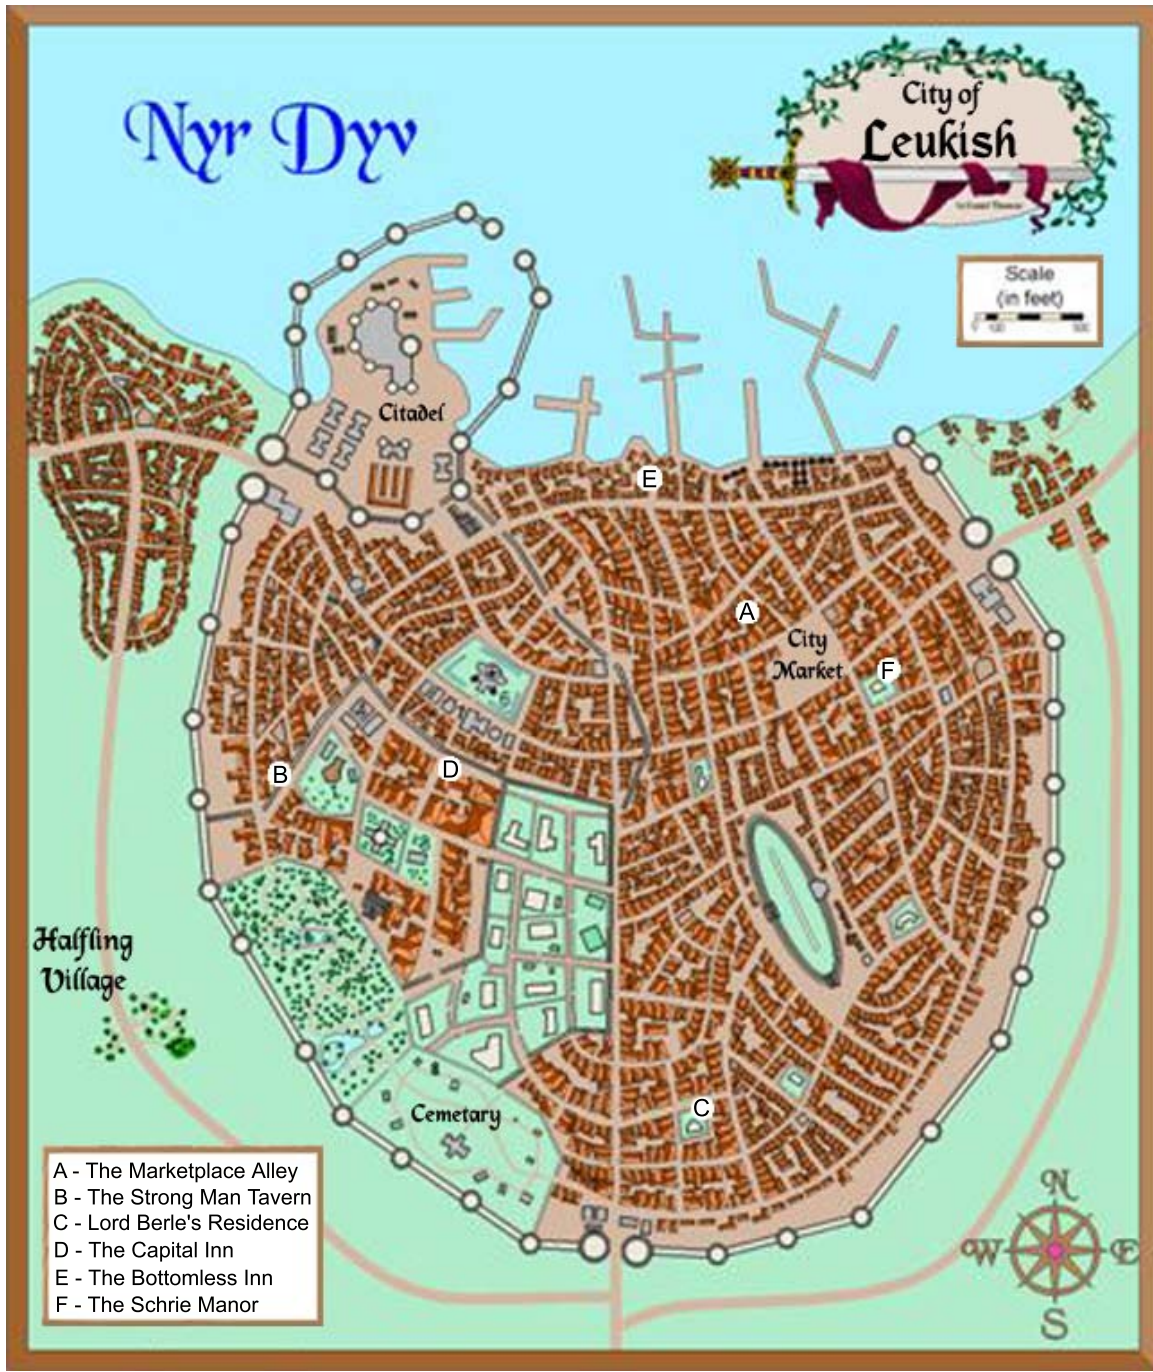 Nyr Dyv
City of
Leukish
Scale
(in feet)
Citadel
E
A
City
Market
F
B
D
Halfling
Village
C
Cemetary
A - The Marketplace Alley
B - The Strong Man Tavern
C - Lord Berle's Residence
D - The Capital Inn
E - The Bottomless Inn
F - The Schrie Manor
N
W
E
S